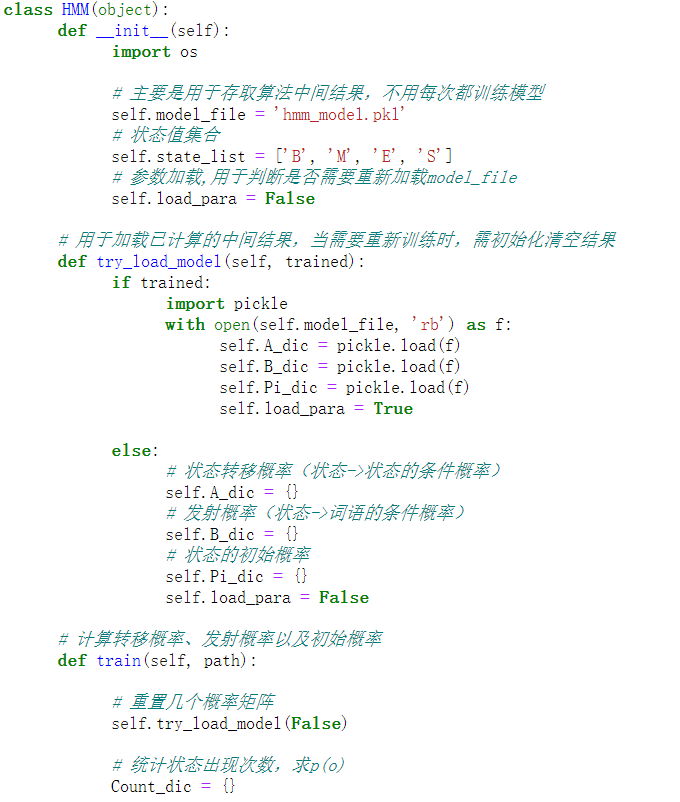 class HMM(object):
    def __init__(self):
        import os

        # 主要是用于存取算法中间结果，不用每次都训练模型
        self.model_file = 'hmm_model.pkl'
        # 状态值集合
        self.state_list = ['B', 'M', 'E', 'S']
        # 参数加载,用于判断是否需要重新加载model_file
        self.load_para = False

    # 用于加载已计算的中间结果，当需要重新训练时，需初始化清空结果
    def try_load_model(self, trained):
        if trained:
            import pickle
            with open(self.model_file, 'rb') as f:
                self.A_dic = pickle.load(f)
                self.B_dic = pickle.load(f)
                self.Pi_dic = pickle.load(f)
                self.load_para = True

        else:
            # 状态转移概率（状态->状态的条件概率）
            self.A_dic = {}
            # 发射概率（状态->词语的条件概率）
            self.B_dic = {}
            # 状态的初始概率
            self.Pi_dic = {}
            self.load_para = False

    # 计算转移概率、发射概率以及初始概率
    def train(self, path):

        # 重置几个概率矩阵
        self.try_load_model(False)

        # 统计状态出现次数，求p(o)
        Count_dic = {}